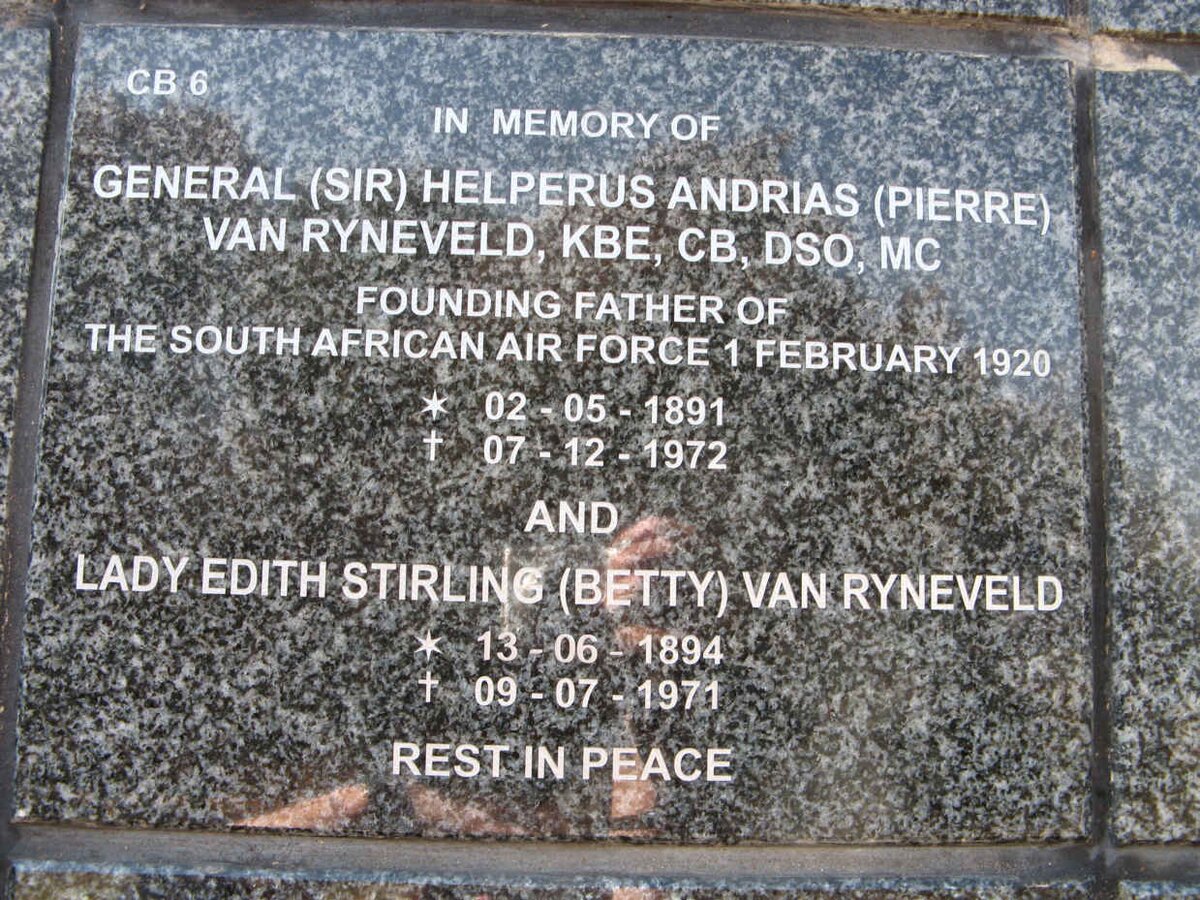 CB 6
IN MEMORY OF
GENERAL (SIR) HELPERUS ANDRIAS (PIERRE)
VAN RYNEVELD, KBE, CB, DSO, MC
FOUNDING FATHER OF
THE SOUTH AFRICAN AIR FORCE 1 FEBRUARY 1920
✶ 02 - 05 - 1891
† 07 - 12 - 1972
AND
LADY EDITH STIRLING (BETTY) VAN RYNEVELD
✶ 13 - 06 - 1894
† 09 - 07 - 1971
REST IN PEACE